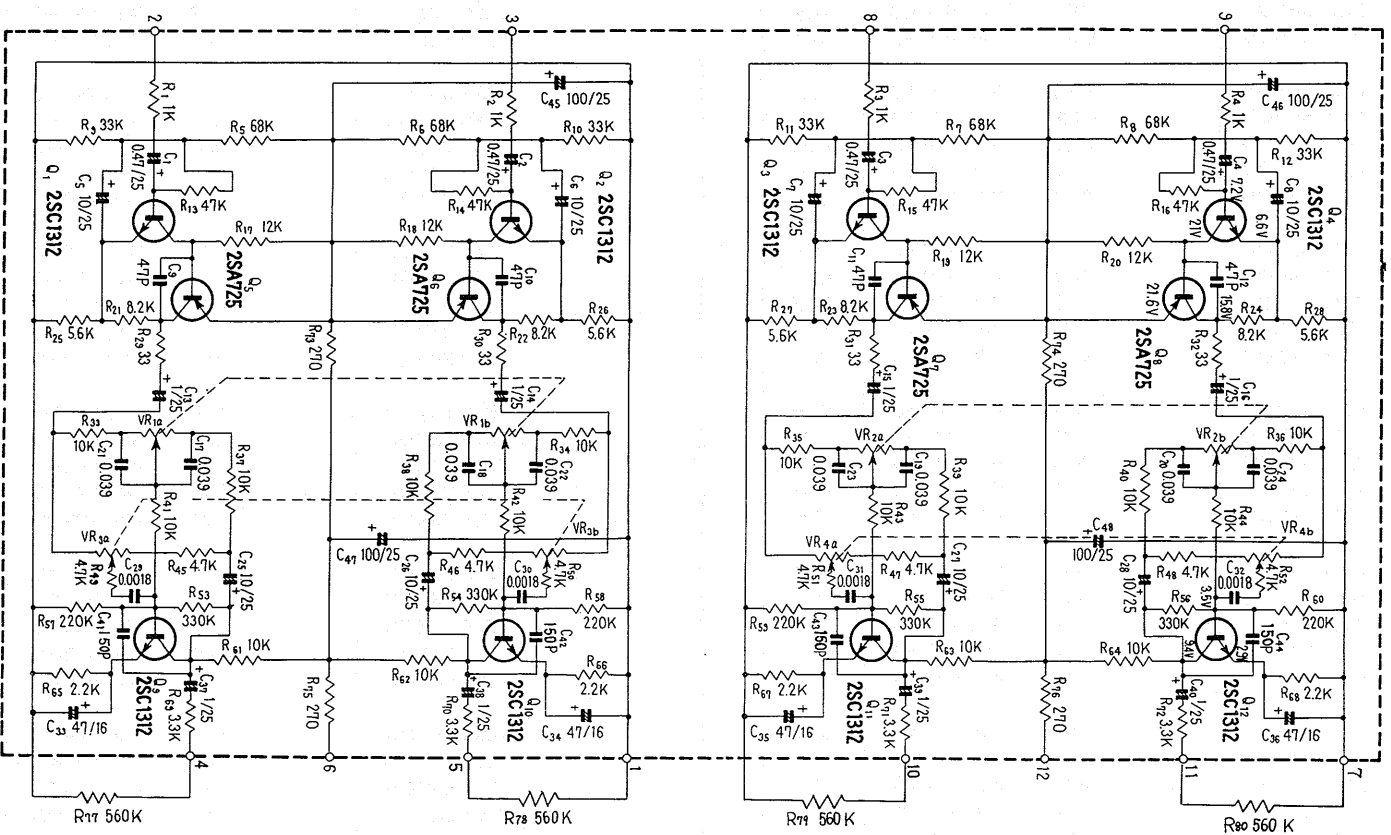 2
3
8
9
R1 1K
R2 1K
R3 1K
R4 1K
C45 100/25
C46 100/25
R9 33K
R5 68K
R6 68K
R10 33K
R11 33K
R7 68K
R8 68K
R12 33K
C1 0.47/25
C2 0.47/25
C3 0.47/25
C4 0.47/25
C5 10/25
C6 10/25
C7 10/25
C8 10/25
R13 47K
R14 47K
R15 47K
R16 47K
7.2V
6.6V
21V
Q1 2SC1312
Q2 2SC1312
Q3 2SC1312
Q4 2SC1312
R17 12K
R18 12K
R19 12K
R20 12K
C9 47P
C10 47P
C11 47P
C12 47P
Q5 2SA725
Q6 2SA725
Q7 2SA725
Q8 2SA725
21.6V
15.8V
R25 5.6K
R21 8.2K
R22 8.2K
R26 5.6K
R27 5.6K
R23 8.2K
R24 8.2K
R28 5.6K
R29 33
R30 33
R31 33
R32 33
R73 270
R74 270
C13 1/25
C14 1/25
C15 1/25
C16 1/25
R33 10K
VR1a
VR1b
R34 10K
R35 10K
VR2a
VR2b
R36 10K
C21 0.039
C17 0.039
C18 0.039
C22 0.039
C23 0.039
C19 0.039
C20 0.039
C24 0.039
R37 10K
R38 10K
R39 10K
R40 10K
R41 10K
R42 10K
R43 10K
R44 10K
VR3a
VR3b
VR4a
VR4b
C47 100/25
C48 100/25
R49 4.7K
R45 4.7K
R46 4.7K
R50 4.7K
R51 4.7K
R47 4.7K
R48 4.7K
R52 4.7K
C29 0.0018
C30 0.0018
C31 0.0018
C32 0.0018
C25 10/25
C26 10/25
C27 10/25
C28 10/25
3.6V
R57 220K
R53 330K
R54 330K
R58 220K
R59 220K
R55 330K
R56 330K
R60 220K
C41 150P
C42 150P
C43 150P
C44 150P
R61 10K
R62 10K
R63 10K
R64 10K
9.4V
2.9V
R65 2.2K
R66 2.2K
R67 2.2K
R68 2.2K
C33 47/16
C34 47/16
C35 47/16
C36 47/16
Q9 2SC1312
Q10 2SC1312
Q11 2SC1312
Q12 2SC1312
C37 1/25
C38 1/25
C39 1/25
C40 1/25
R69 3.3K
R70 3.3K
R71 3.3K
R72 3.3K
R75 270
R76 270
4
6
5
1
10
12
11
7
R77 560K
R78 560K
R79 560K
R80 560K